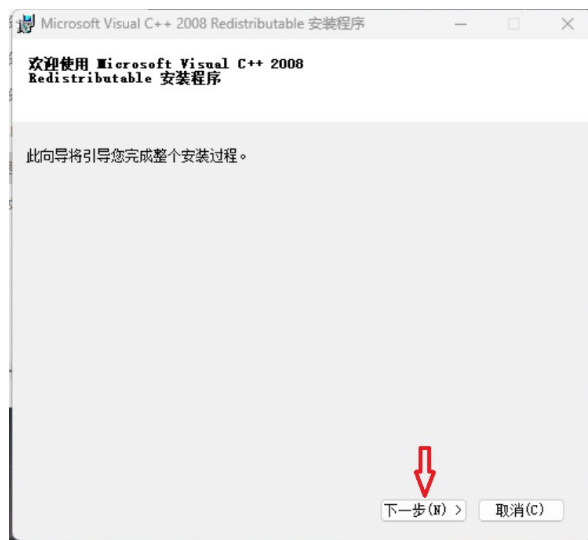 Microsoft Visual C++ 2008 Redistributable 安装程序
欢迎使用 Microsoft Visual C++ 2008
Redistributable 安装程序
此向导将引导您完成整个安装过程。
下一步(N) >
取消(C)